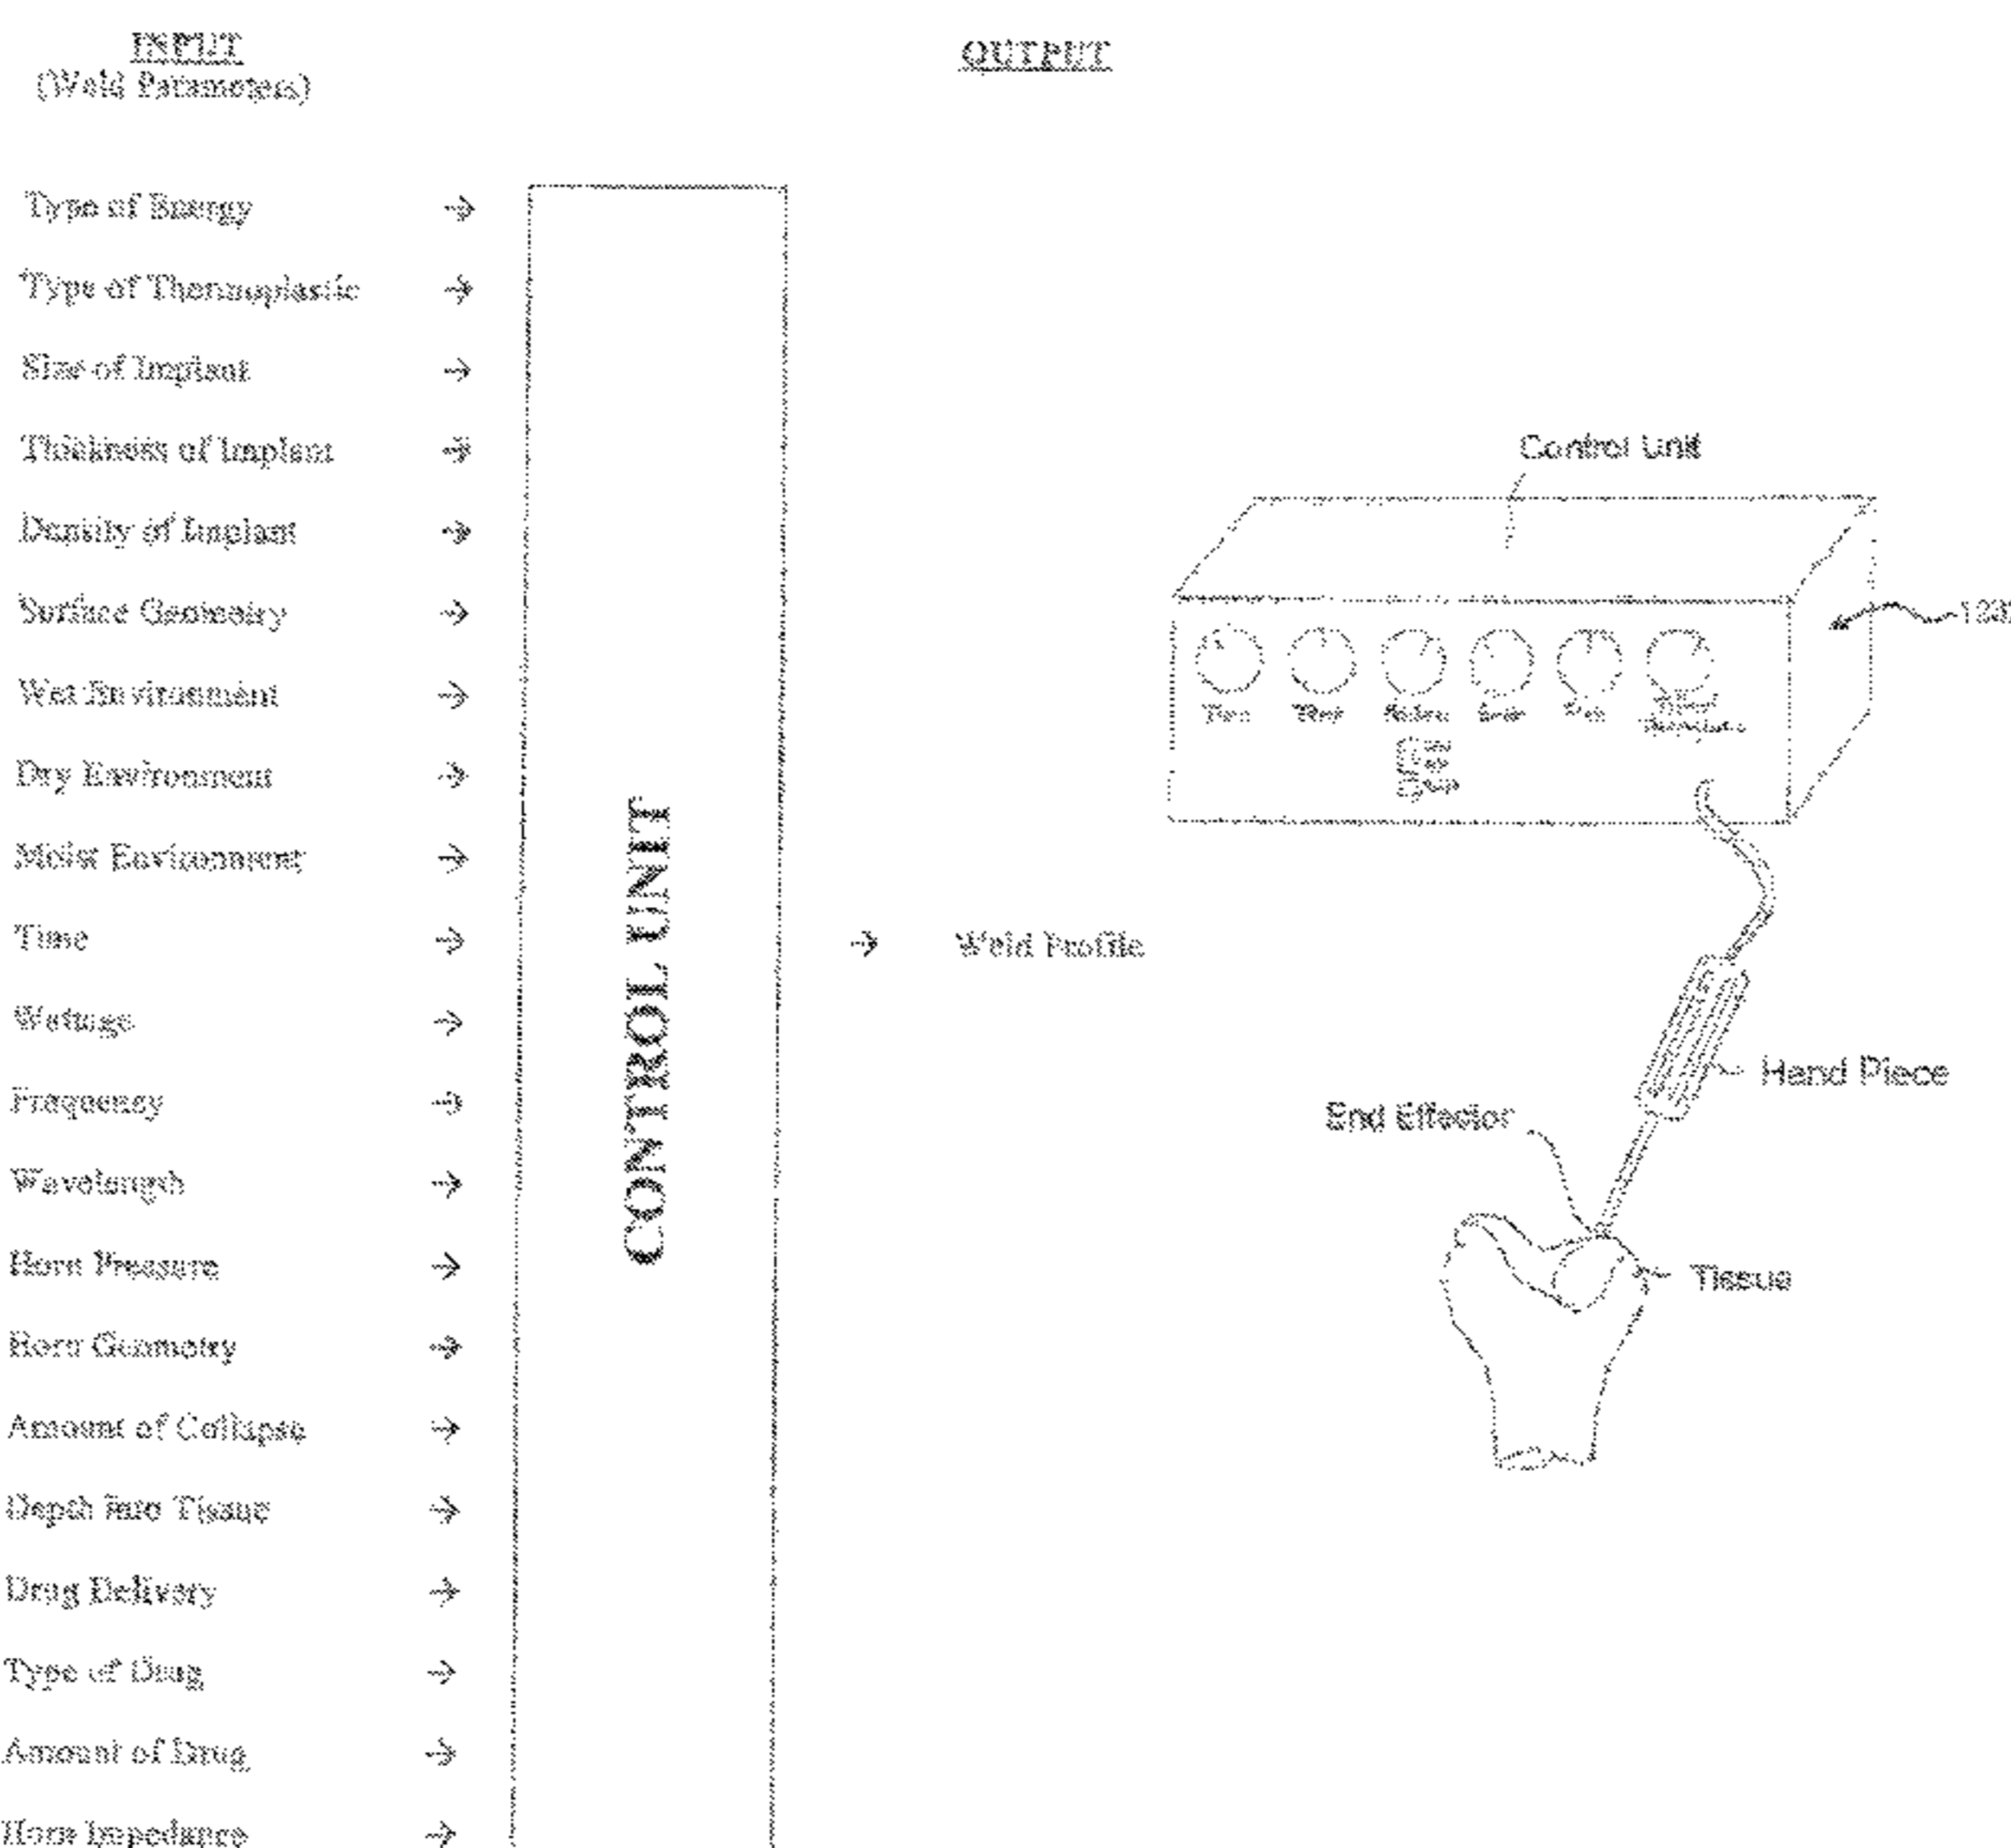 INPUT
(Weld Parameters)
OUTPUT
Type of Energy →
Type of Thermoplastic →
Size of Implant →
Thickness of Implant →
Density of Implant →
Surface Geometry →
Wet Environment →
Dry Environment →
Moist Environment →
Time →
Wattage →
Frequency →
Wavelength →
Horn Pressure →
Horn Geometry →
Amount of Collapse →
Depth into Tissue →
Drug Delivery →
Type of Drug →
Amount of Drug →
Horn Impedance →
CONTROL UNIT
→ Weld Profile
Control Unit
Hand Piece
End Effector
Tissue